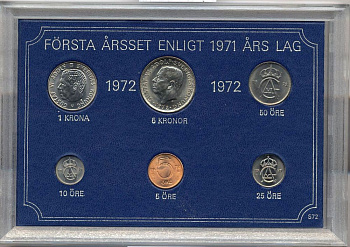 FÖRSTA ÅRSSET ENLIGT 1971 ÅRS LAG
1972 1972
1 KRONA 5 KRONOR 50 ÖRE
10 ÖRE 5 ÖRE 25 ÖRE
S72